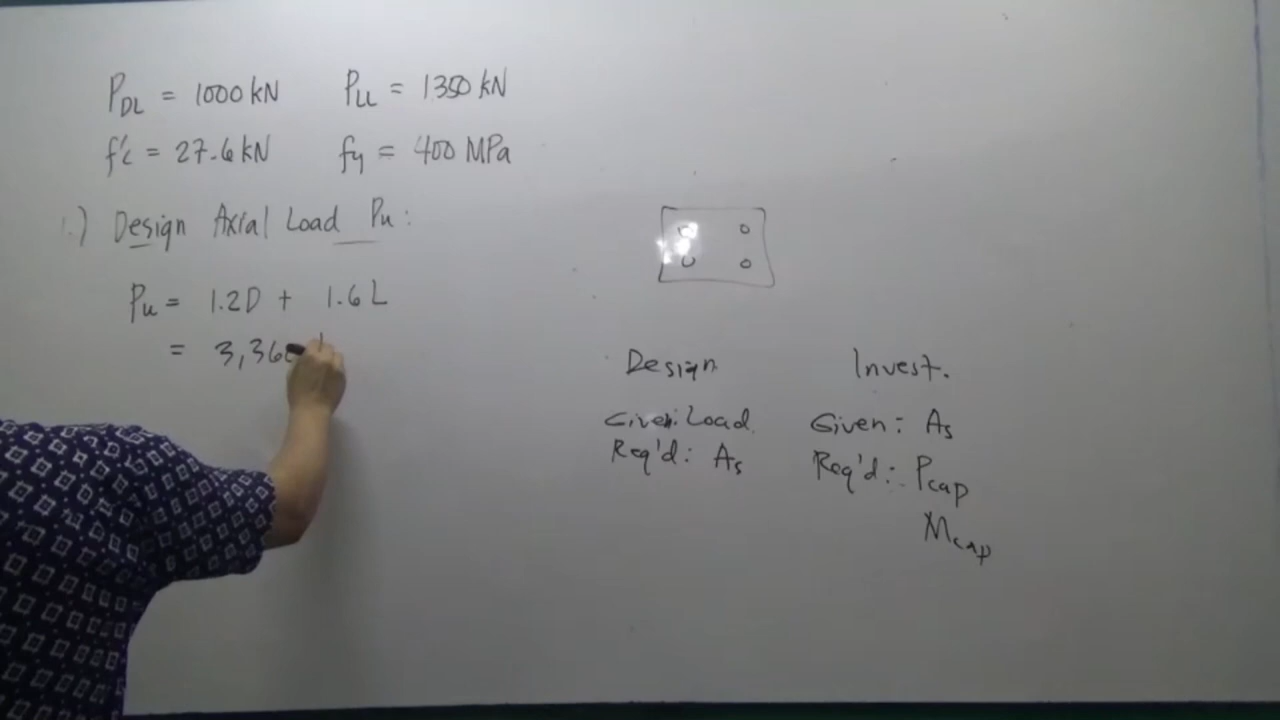 P_DL = 1000 kN P_LL = 1350 kN
f'c = 27.6 kN fy = 400 MPa
1.) Design Axial Load Pu:
Pu = 1.2D + 1.6L
= 3,360
Design Invest.
Given: Load Given: As
Req'd: As Req'd: Pcap
Mcap